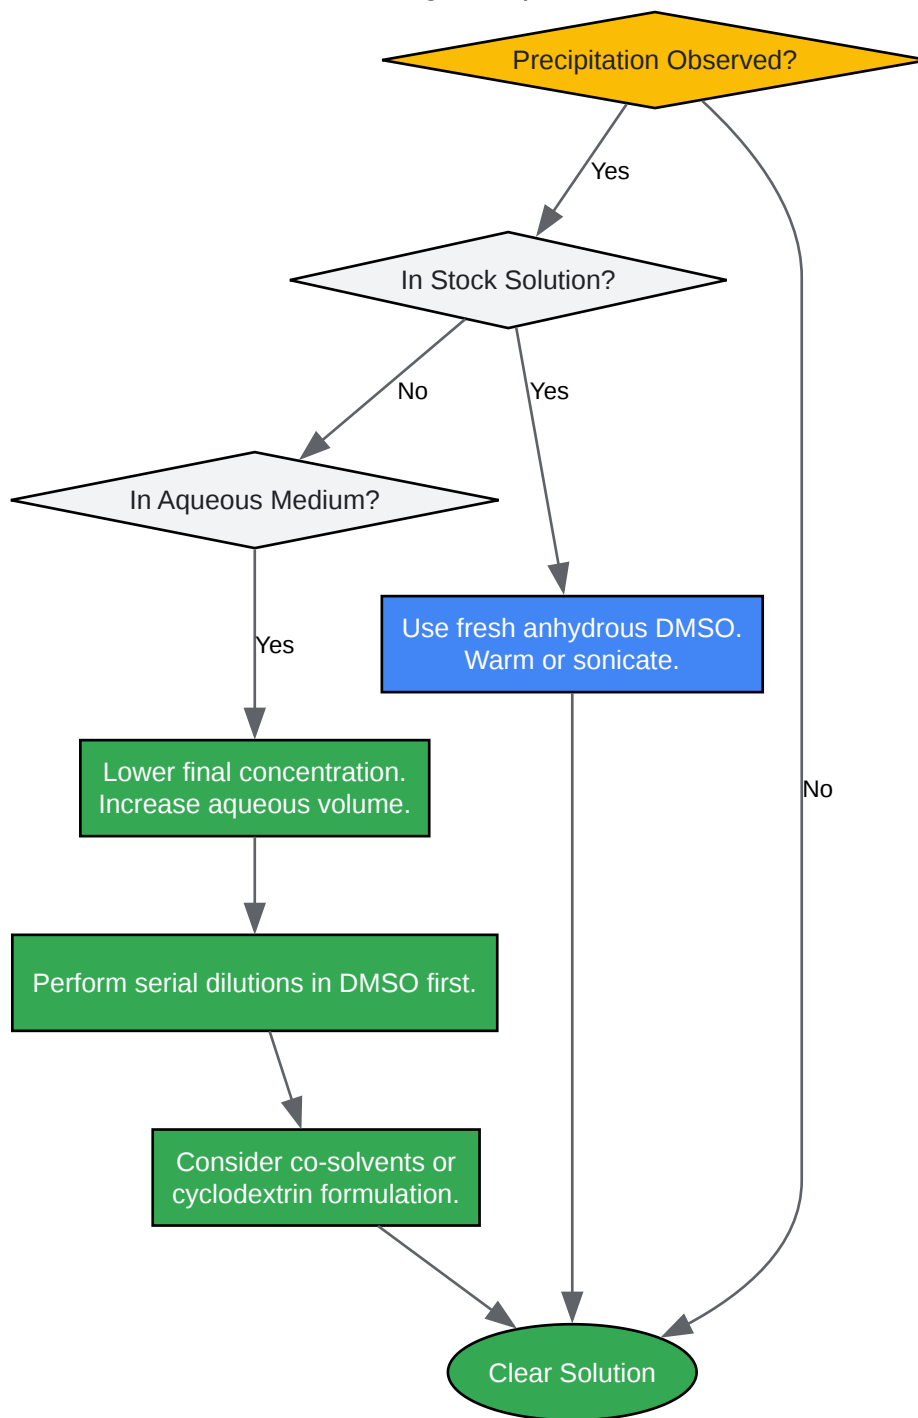 Precipitation Observed?
Yes
In Stock Solution?
No
Yes
In Aqueous Medium?
Use fresh anhydrous DMSO.
Warm or sonicate.
Yes
Lower final concentration.
Increase aqueous volume.
No
Perform serial dilutions in DMSO first.
Consider co-solvents or
cyclodextrin formulation.
Clear Solution